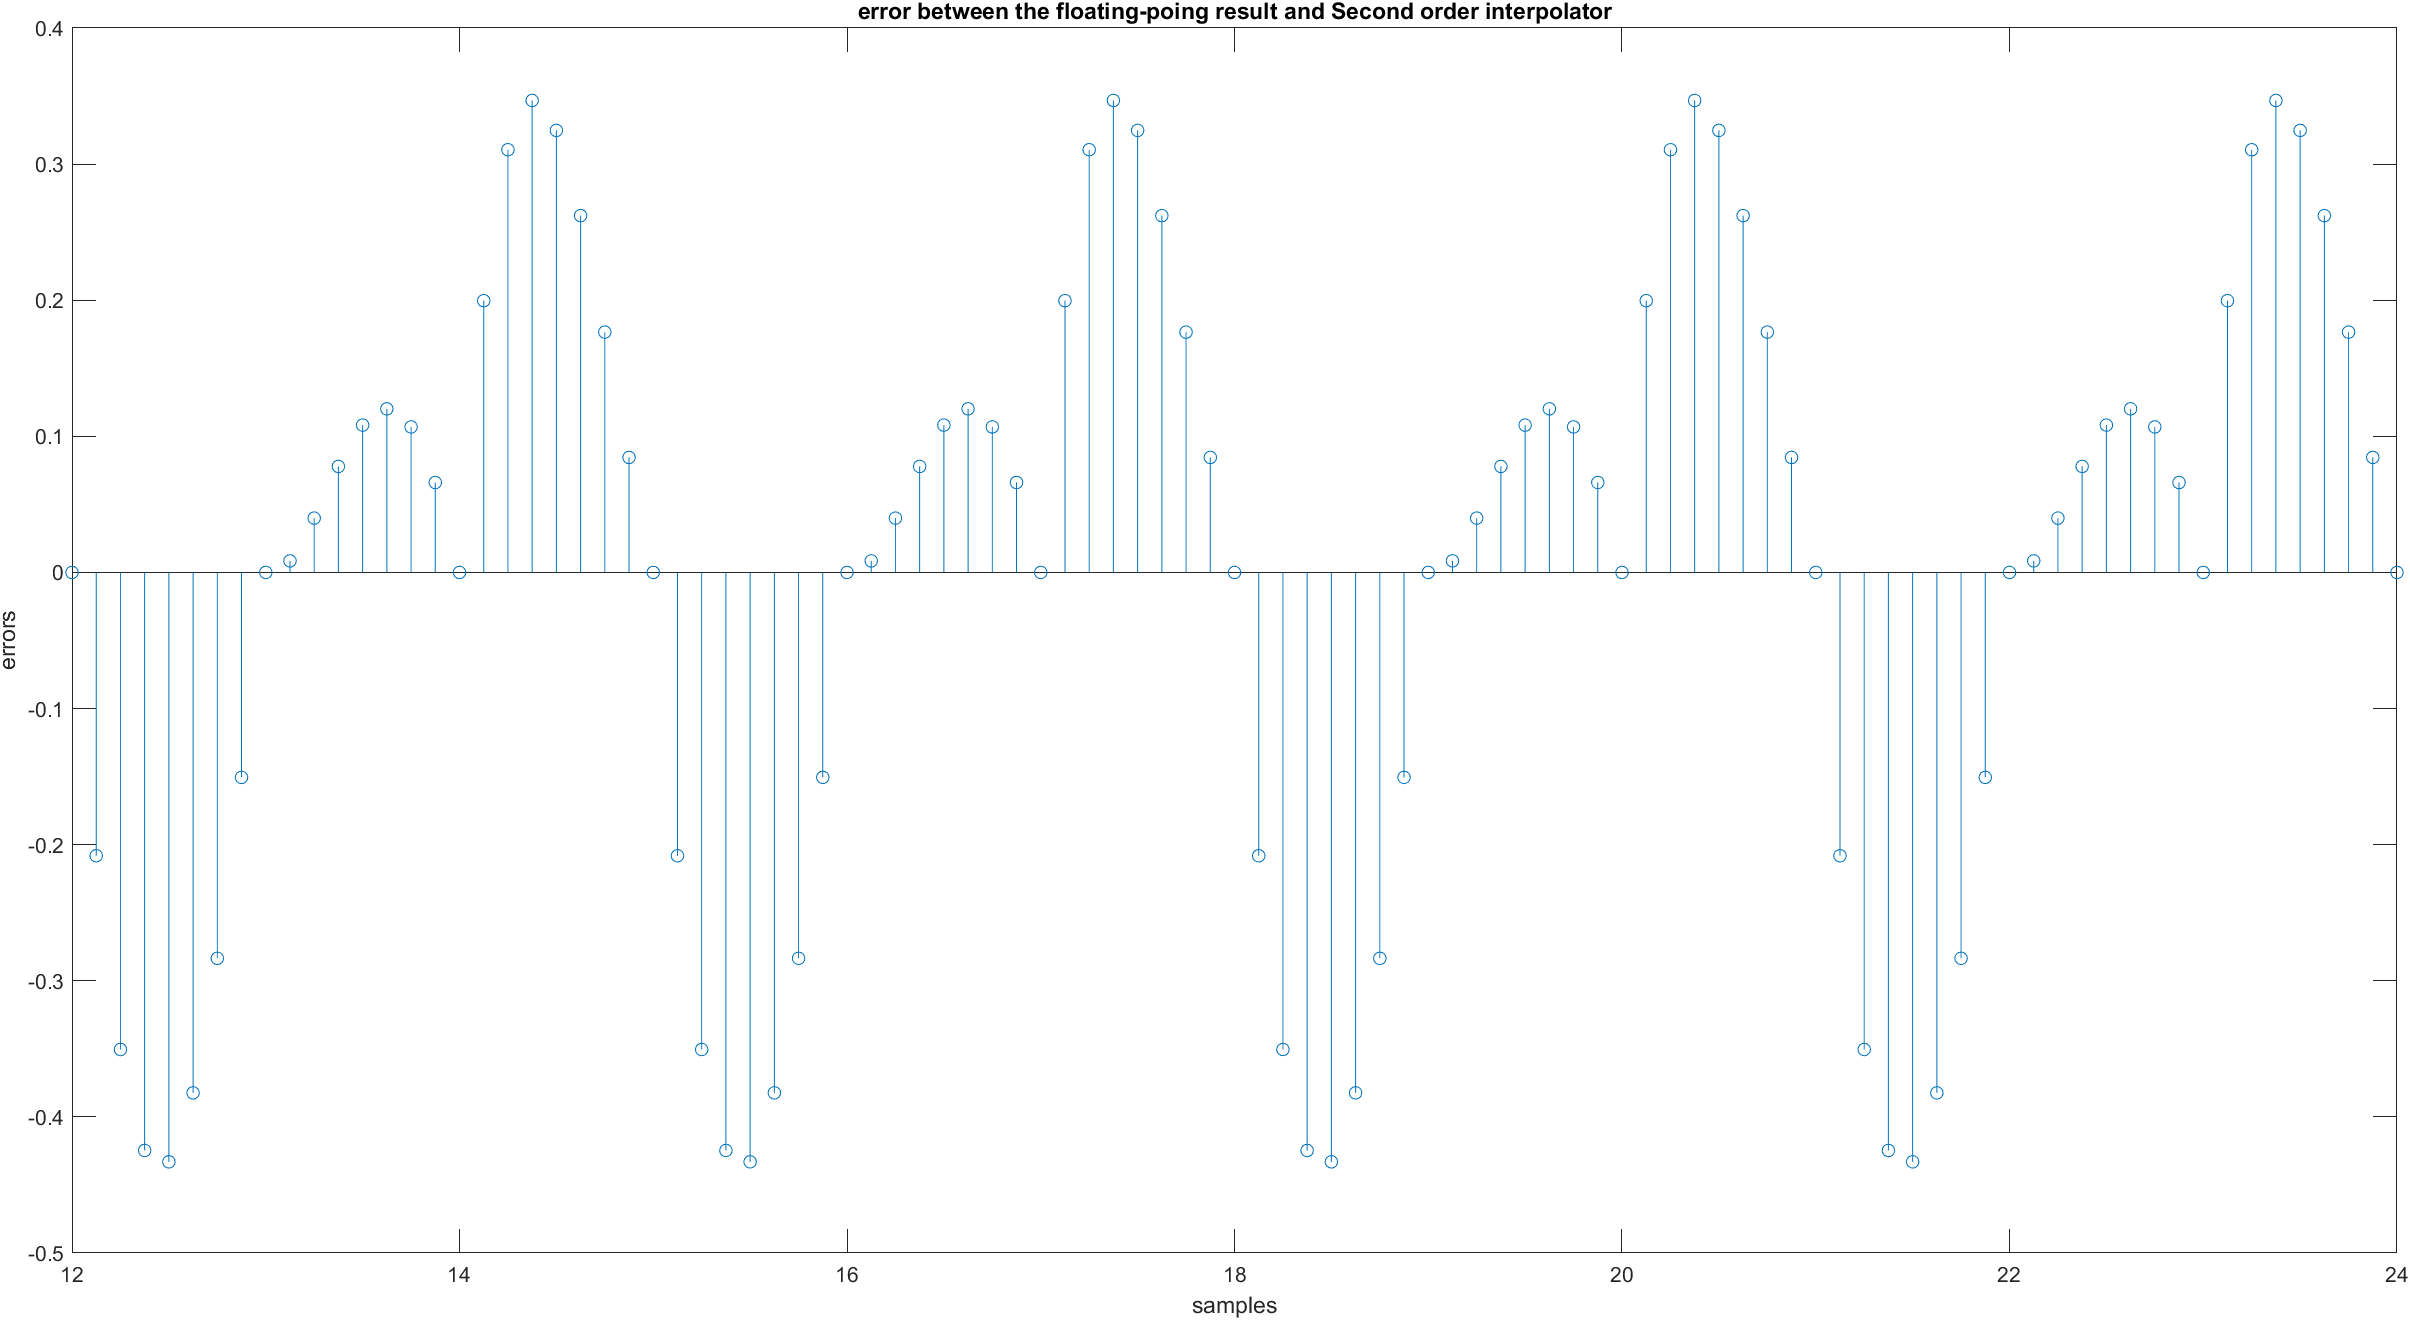 error between the floating-poing result and Second order interpolator
0.4
0.3
0.2
0.1
0
-0.1
-0.2
-0.3
-0.4
-0.5
errors
12 14 16 18 20 22 24
samples